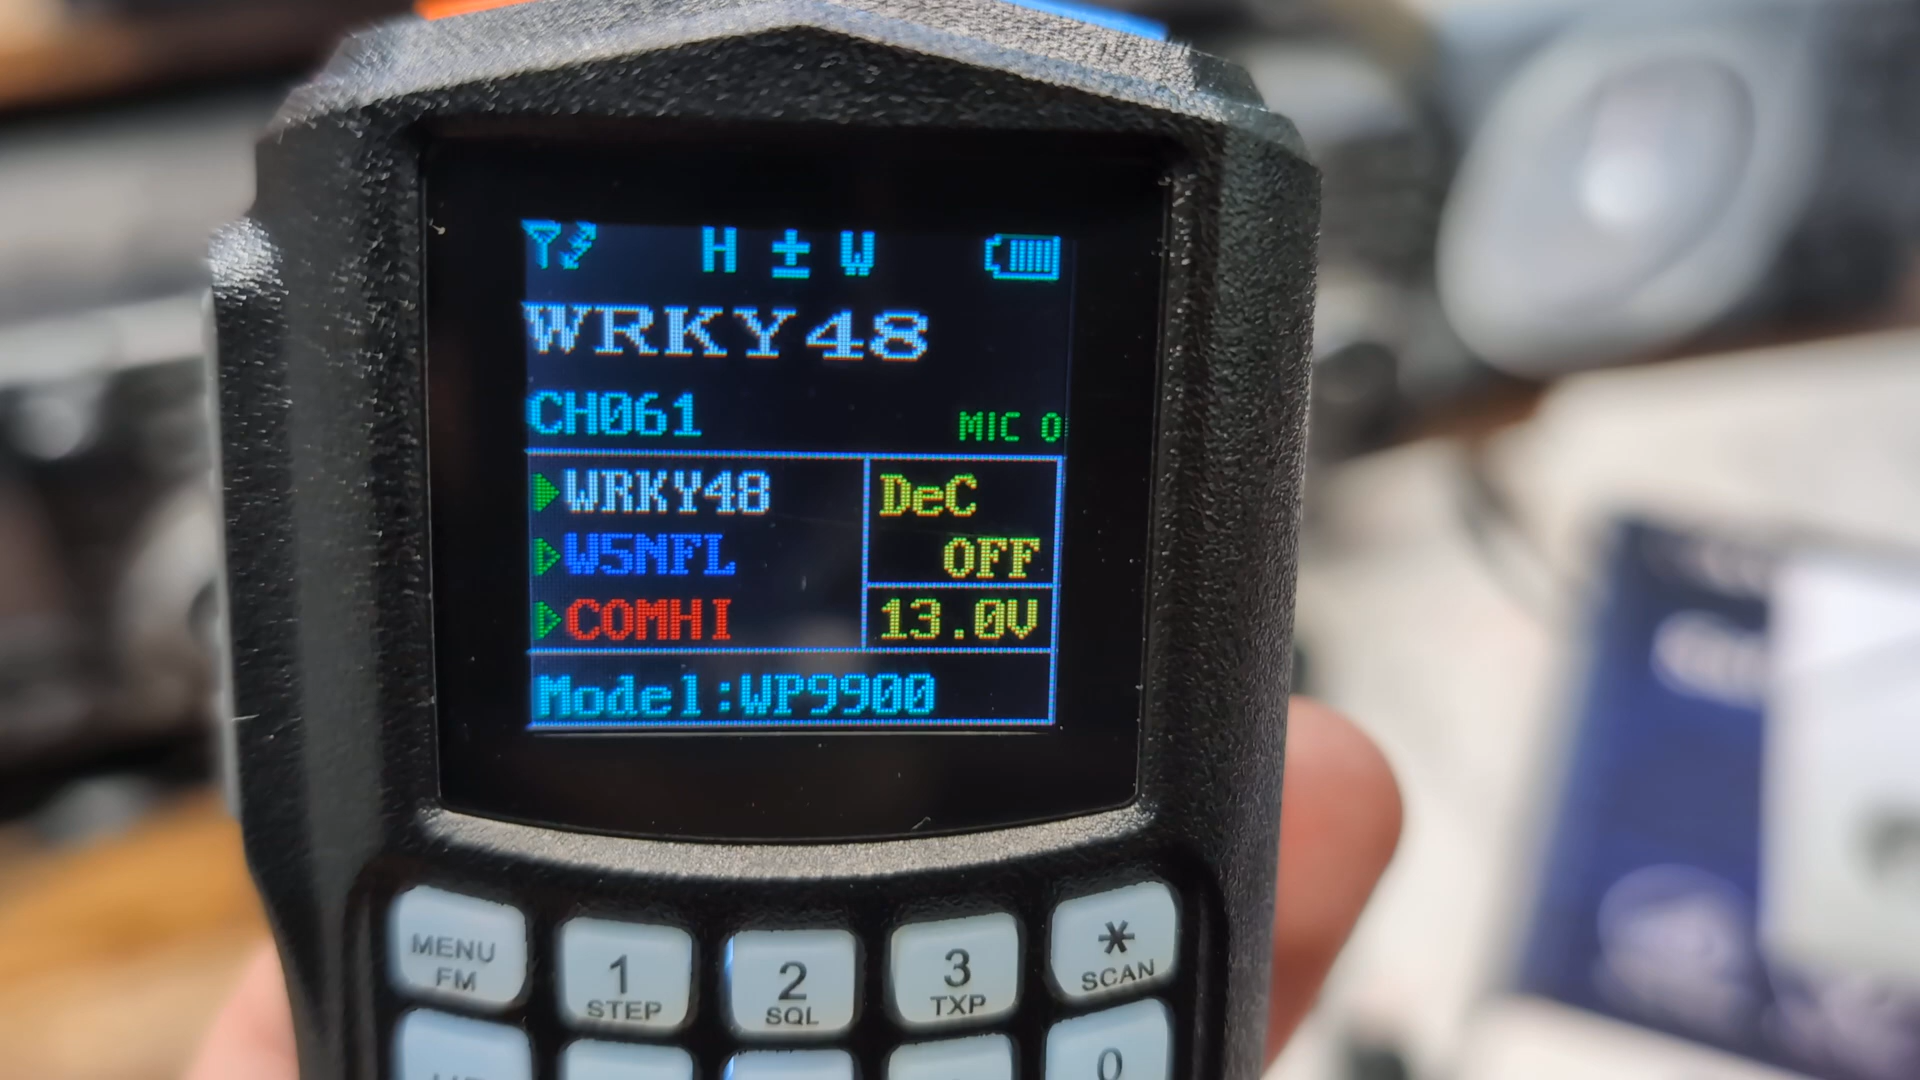 H ± W
WRKY48
CH061
MIC 0
WRKY48
DeC
W5NFL
OFF
COMHI
13.0V
Model:WP9900
MENU
FM
1
STEP
2
SQL
3
TXP
*
SCAN
0